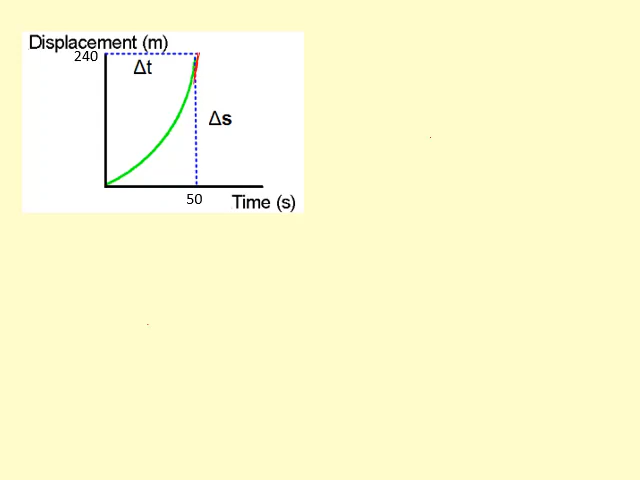 Displacement (m)
240
Δt
Δs
50
Time (s)